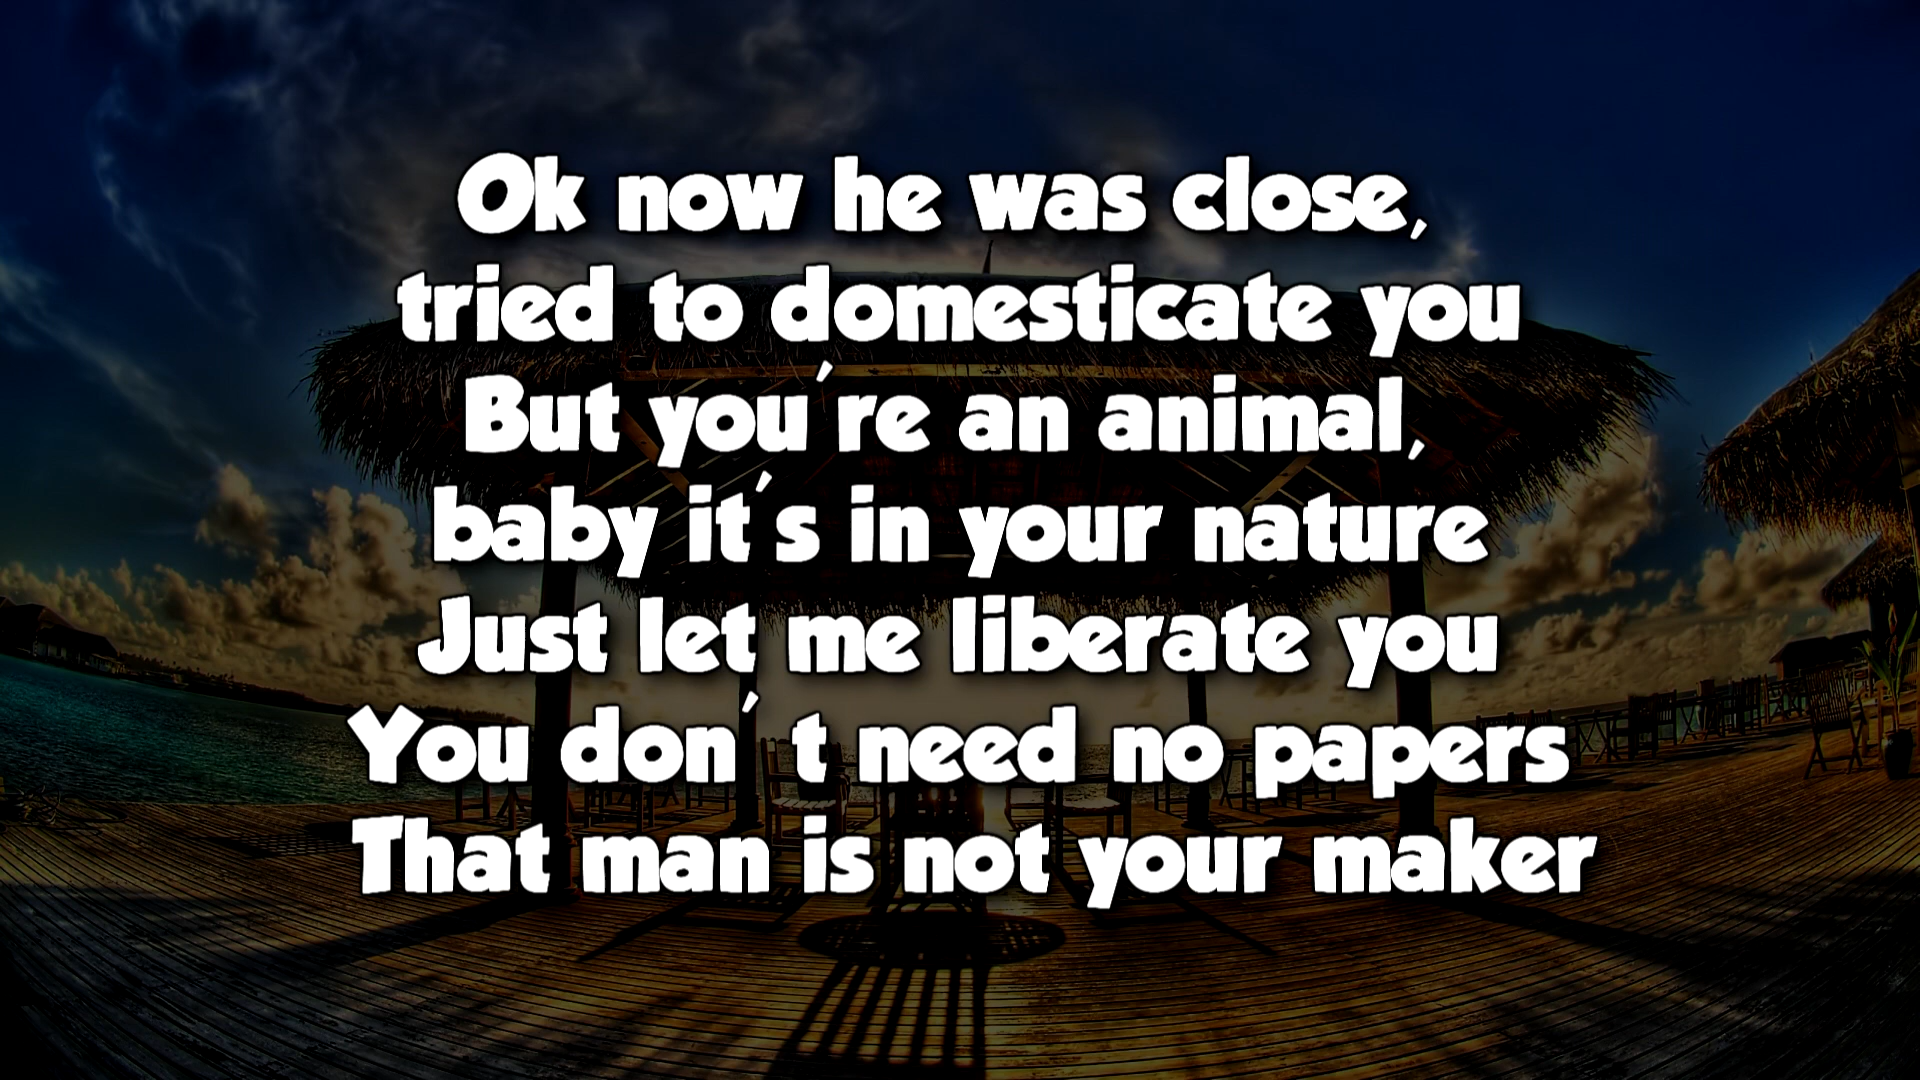 Ok now he was close,
tried to domesticate you
But you're an animal,
baby it's in your nature
Just let me liberate you
You don't need no papers
That man is not your maker